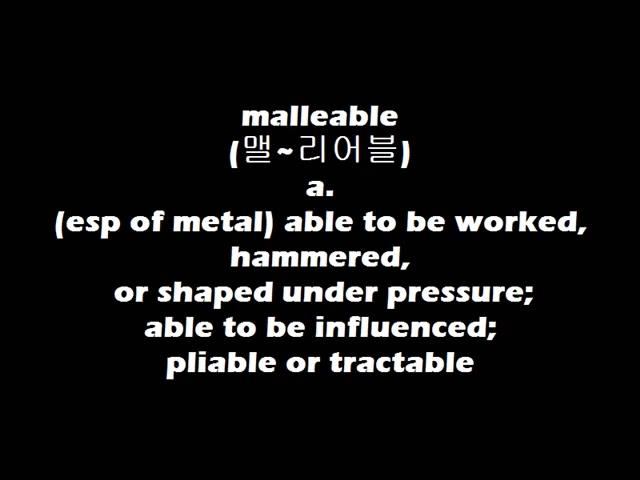 malleable
(맬~리어블)
a.
(esp of metal) able to be worked,
hammered,
or shaped under pressure;
able to be influenced;
pliable or tractable